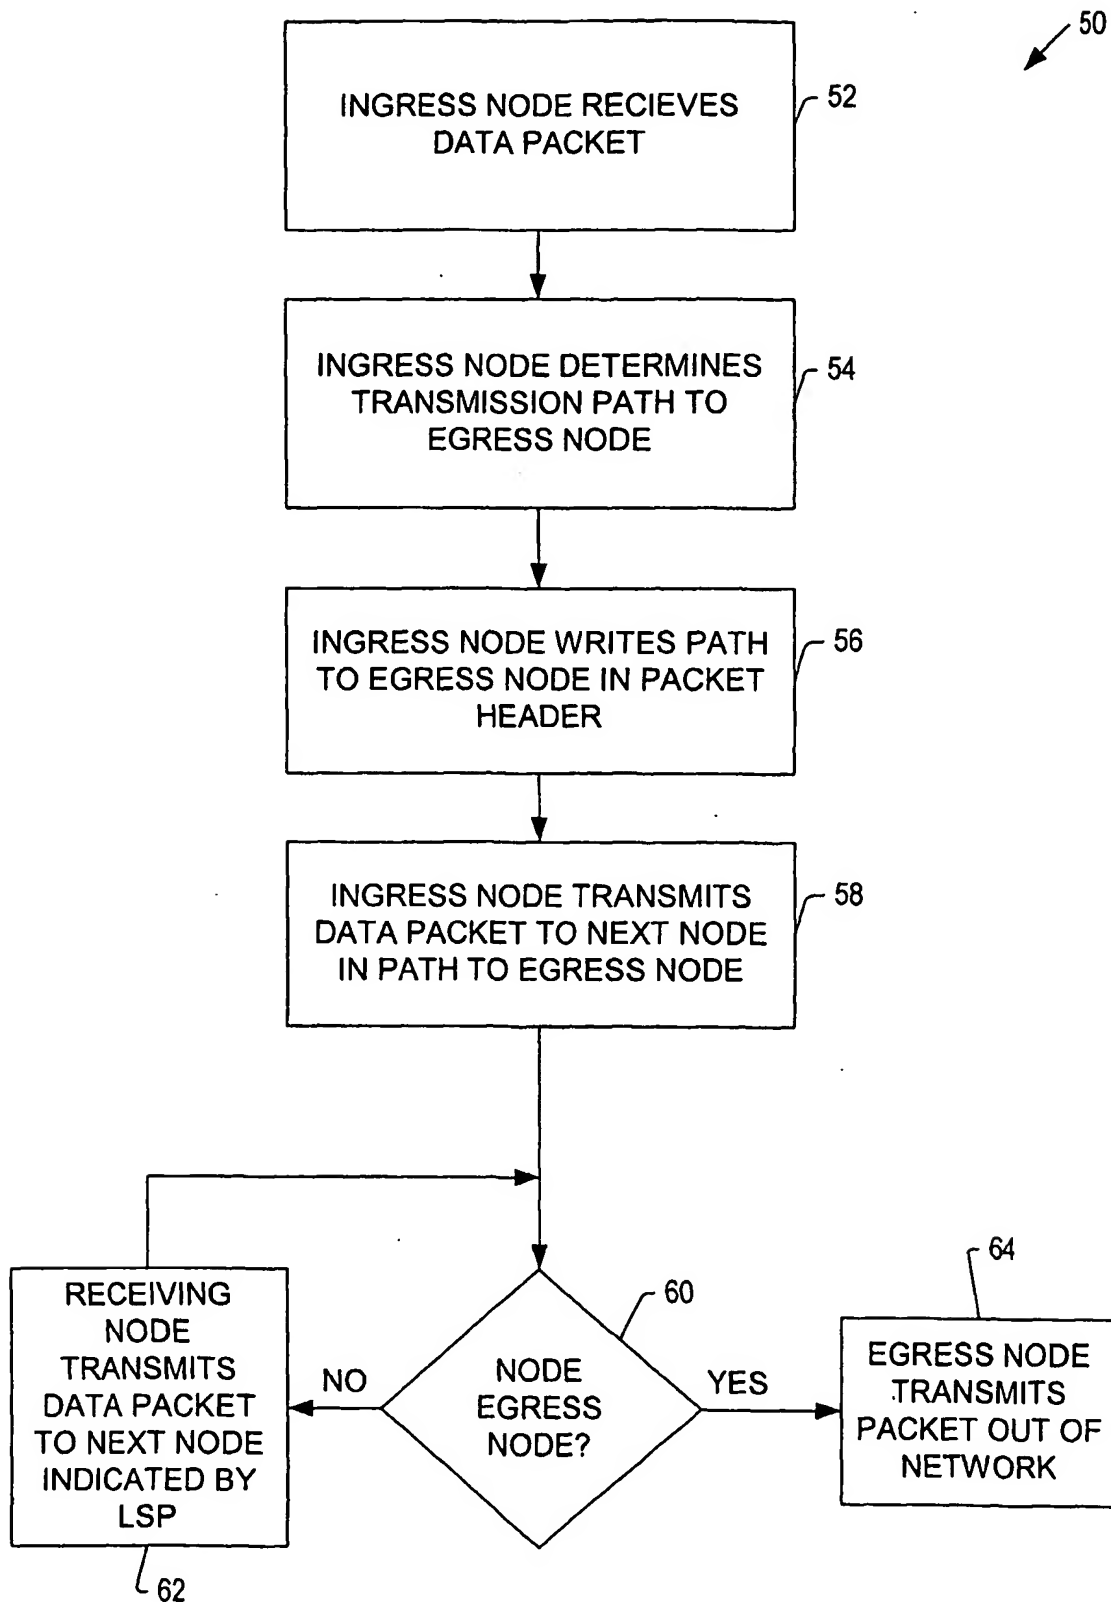 50
INGRESS NODE RECIEVES
DATA PACKET
52
INGRESS NODE DETERMINES
TRANSMISSION PATH TO
EGRESS NODE
54
INGRESS NODE WRITES PATH
TO EGRESS NODE IN PACKET
HEADER
56
INGRESS NODE TRANSMITS
DATA PACKET TO NEXT NODE
IN PATH TO EGRESS NODE
58
RECEIVING
NODE
TRANSMITS
DATA PACKET
TO NEXT NODE
INDICATED BY
LSP
62
NO
NODE
EGRESS
NODE?
60
YES
64
EGRESS NODE
TRANSMITS
PACKET OUT OF
NETWORK